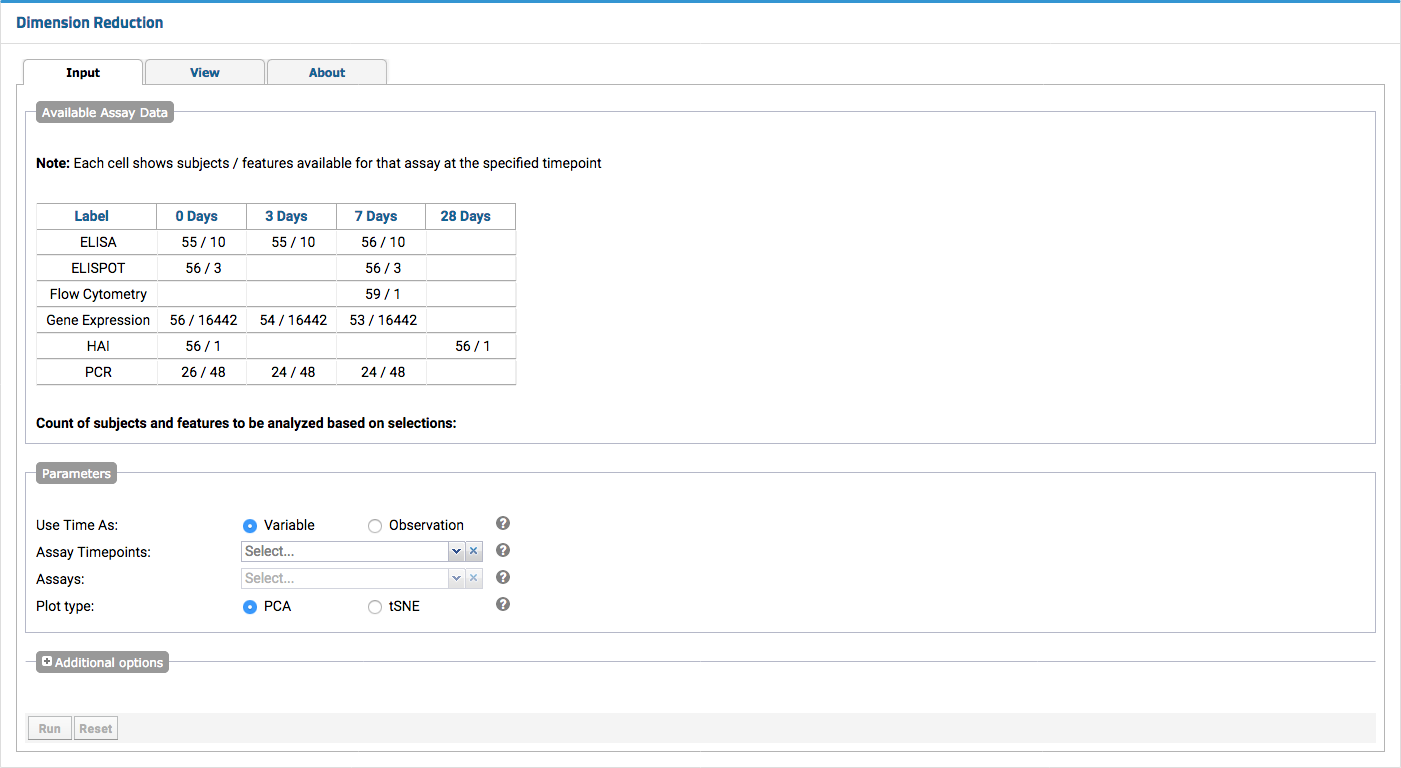 Dimension Reduction
Input View About
Available Assay Data
Note: Each cell shows subjects / features available for that assay at the specified timepoint
Label 0 Days 3 Days 7 Days 28 Days
ELISA 55 / 10 55 / 10 56 / 10
ELISPOT 56 / 3 56 / 3
Flow Cytometry 59 / 1
Gene Expression 56 / 16442 54 / 16442 53 / 16442
HAI 56 / 1 56 / 1
PCR 26 / 48 24 / 48 24 / 48
Count of subjects and features to be analyzed based on selections:
Parameters
Use Time As: Variable Observation ?
Assay Timepoints: Select... ?
Assays: Select... ?
Plot type: PCA tSNE ?
Additional options
Run Reset